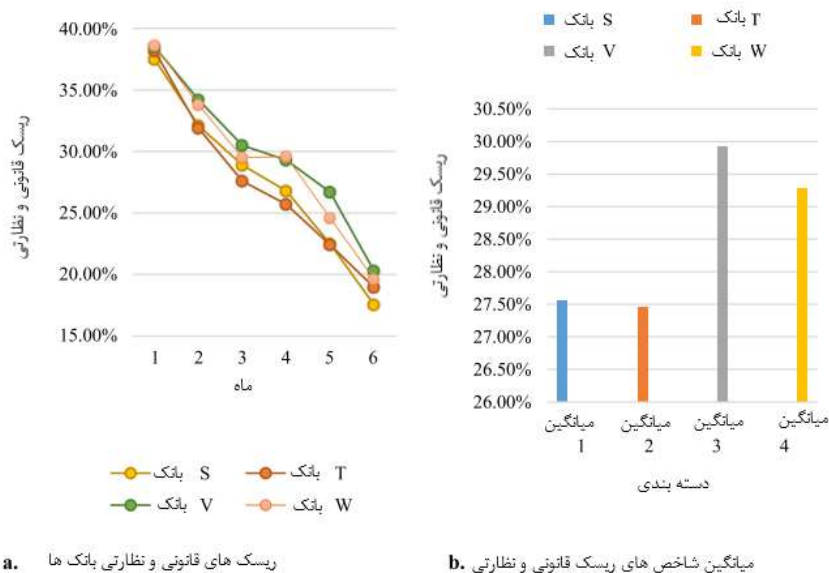 40.00%
35.00%
30.00%
25.00%
20.00%
15.00%
ریسک قانونی و نظارتی
1 2 3 4 5 6
ماه
بانک S
بانک T
بانک V
بانک W
a. ریسک های قانونی و نظارتی بانک ها
بانک S
بانک T
بانک V
بانک W
30.50%
30.00%
29.50%
29.00%
28.50%
28.00%
27.50%
27.00%
26.50%
26.00%
ریسک قانونی و نظارتی
میانگین میانگین میانگین میانگین
1 2 3 4
دسته بندی
b. میانگین شاخص های ریسک قانونی و نظارتی